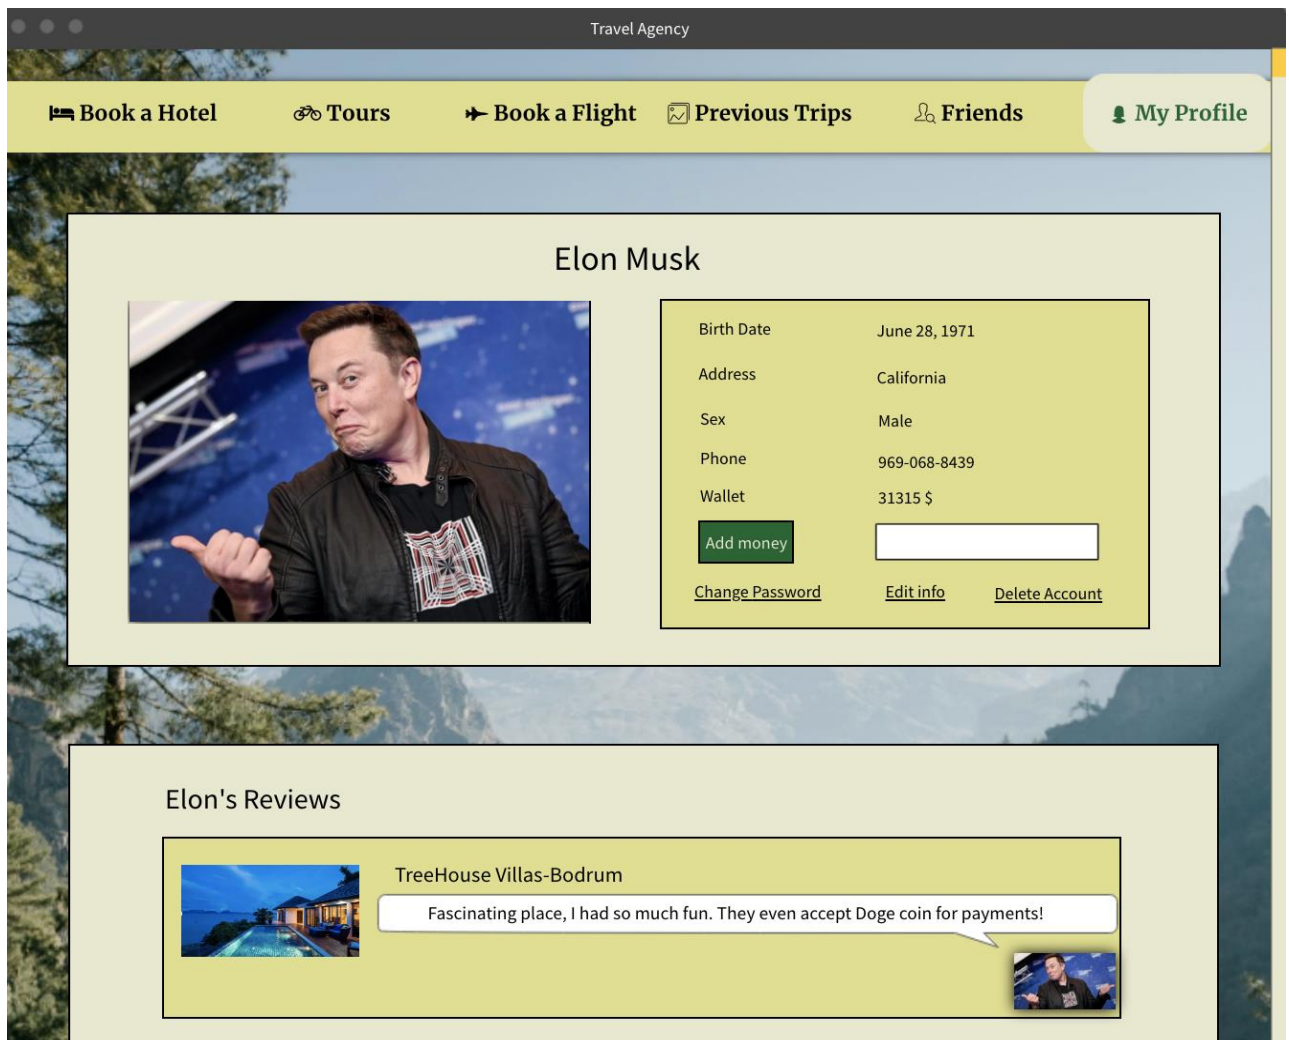 Travel Agency
Book a Hotel
Tours
Book a Flight
Previous Trips
Friends
My Profile
Elon Musk
Birth Date June 28, 1971
Address California
Sex Male
Phone 969-068-8439
Wallet 31315 $
Add money
Change Password Edit info Delete Account
Elon's Reviews
TreeHouse Villas-Bodrum
Fascinating place, I had so much fun. They even accept Doge coin for payments!